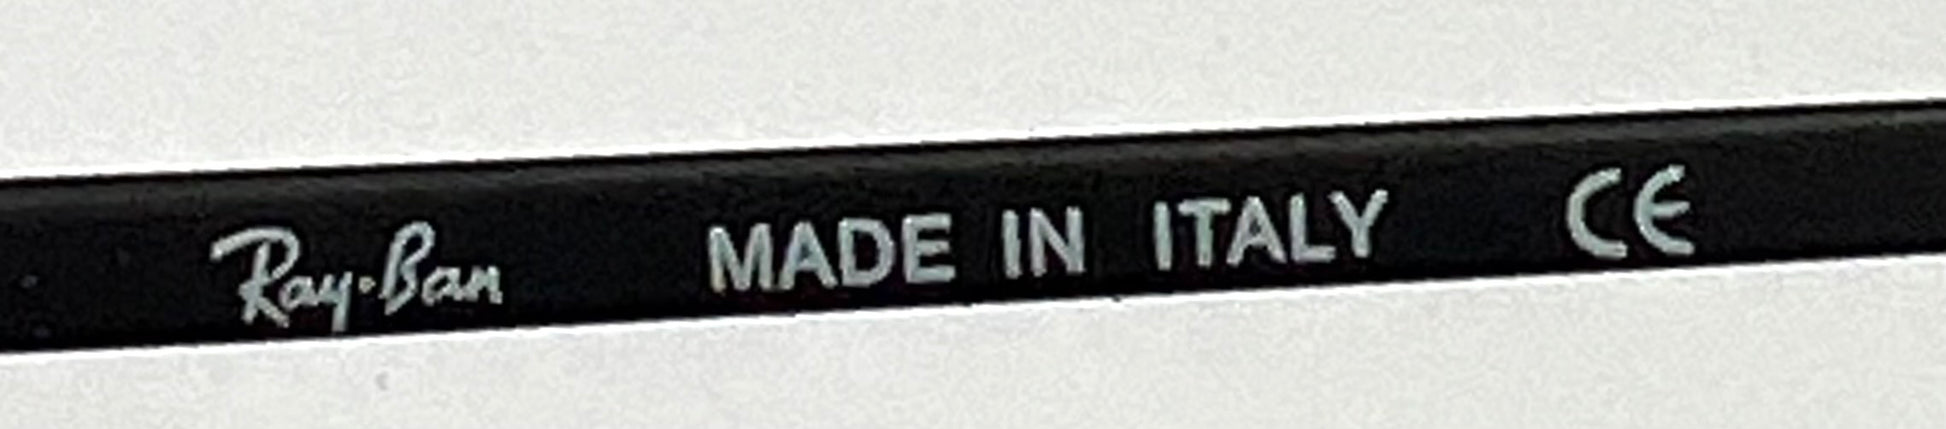 Ray-Ban MADE IN ITALY CE